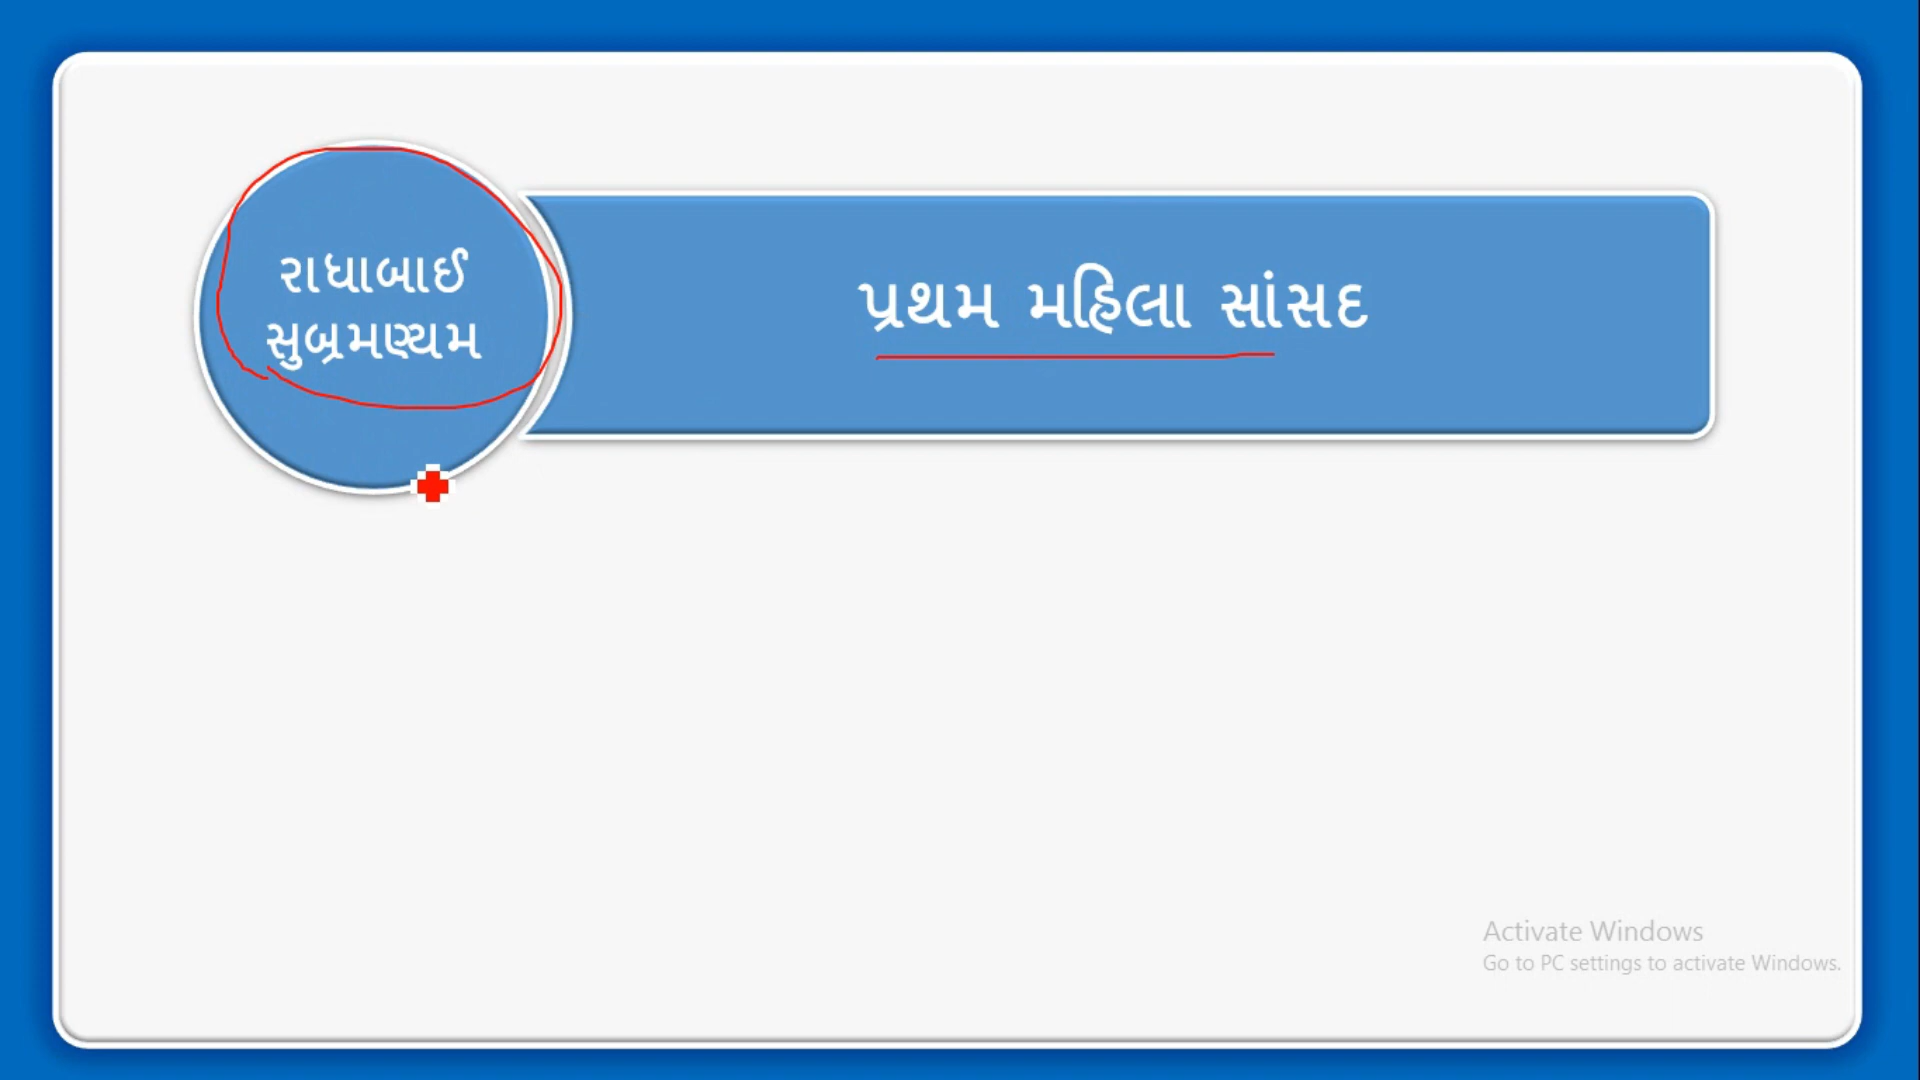 રાધાબાઈ
સુબ્રમણ્યમ
પ્રથમ મહિલા સાંસદ
Activate Windows
Go to PC settings to activate Windows.